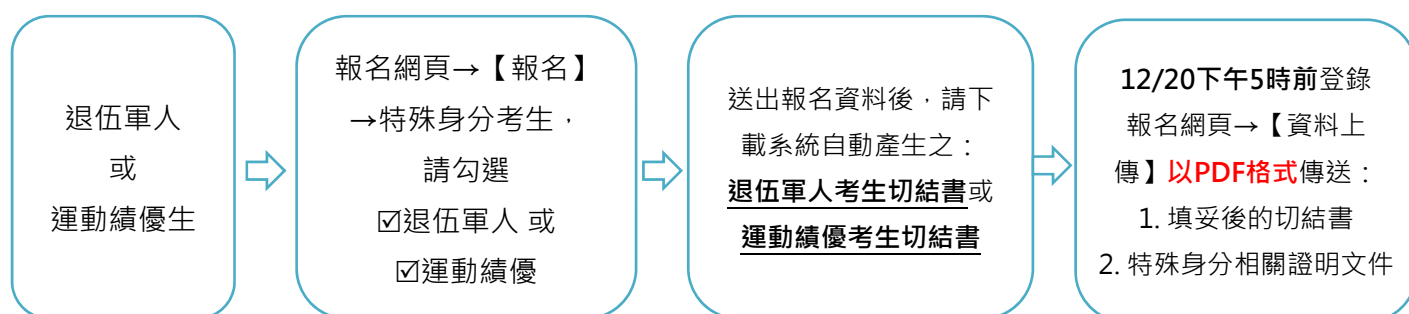 退伍軍人
或
運動績優生
報名網頁→【報名】
→特殊身分考生，
請勾選
☑退伍軍人 或
☑運動績優
送出報名資料後，請下
載系統自動產生之：
退伍軍人考生切結書或
運動績優考生切結書
12/20下午5時前登錄
報名網頁→【資料上
傳】以PDF格式傳送：
1. 填妥後的切結書
2. 特殊身分相關證明文件